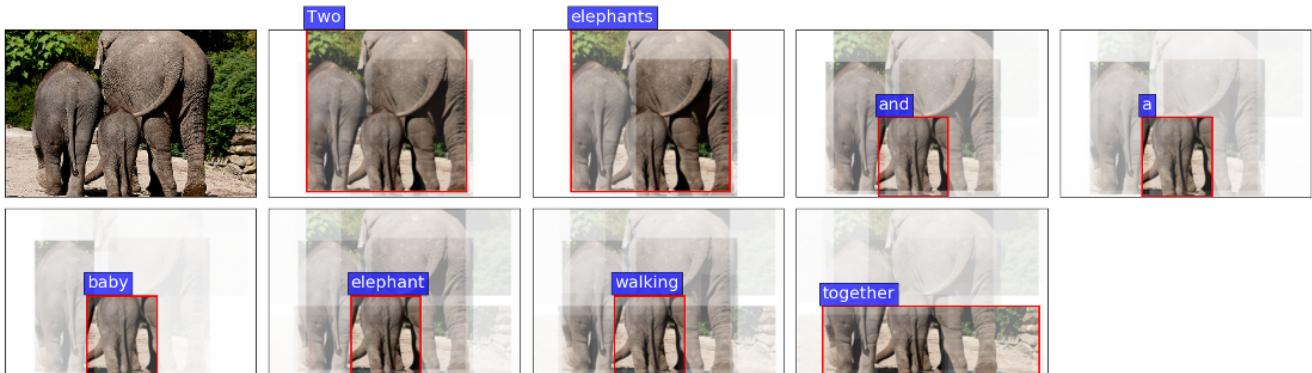 Two
elephants
and
a
baby
elephant
walking
together